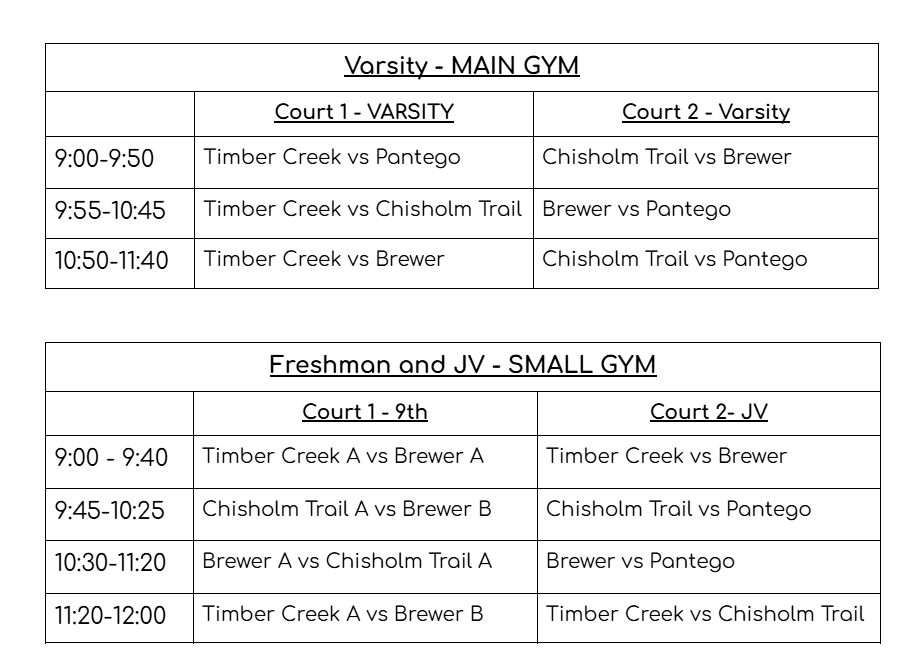 Varsity - MAIN GYM
Court 1 - VARSITY Court 2 - Varsity
9:00-9:50 Timber Creek vs Pantego Chisholm Trail vs Brewer
9:55-10:45 Timber Creek vs Chisholm Trail Brewer vs Pantego
10:50-11:40 Timber Creek vs Brewer Chisholm Trail vs Pantego
Freshman and JV - SMALL GYM
Court 1 - 9th Court 2- JV
9:00 - 9:40 Timber Creek A vs Brewer A Timber Creek vs Brewer
9:45-10:25 Chisholm Trail A vs Brewer B Chisholm Trail vs Pantego
10:30-11:20 Brewer A vs Chisholm Trail A Brewer vs Pantego
11:20-12:00 Timber Creek A vs Brewer B Timber Creek vs Chisholm Trail